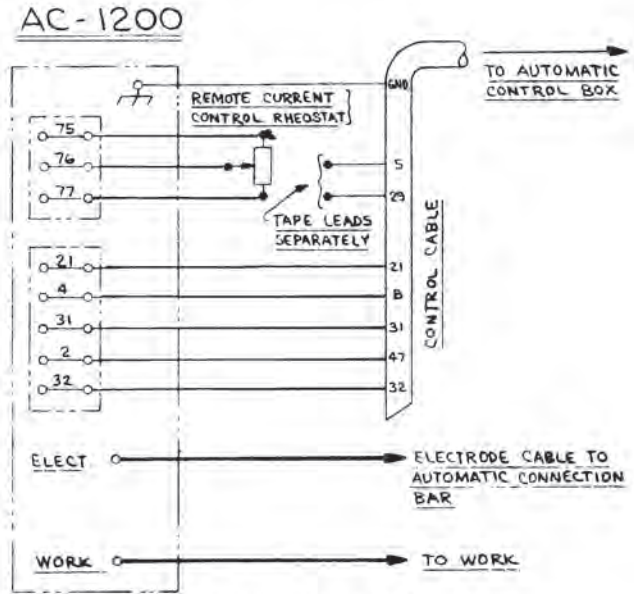 AC-1200
TO AUTOMATIC
CONTROL BOX
GND
REMOTE CURRENT
CONTROL RHEOSTAT
75
76
77
5
29
TAPE LEADS
SEPARATELY
CONTROL CABLE
21
4
31
2
32
21
B
31
47
32
ELECT
ELECTRODE CABLE TO
AUTOMATIC CONNECTION
BAR
WORK
TO WORK